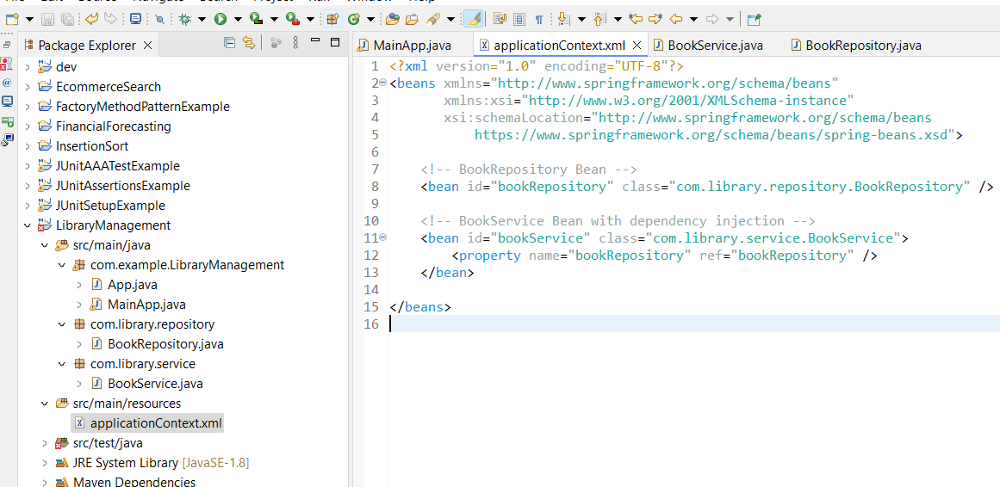 Package Explorer
dev
EcommerceSearch
FactoryMethodPatternExample
FinancialForecasting
InsertionSort
JUnitAAATestExample
JUnitAssertionsExample
JUnitSetupExample
LibraryManagement
src/main/java
com.example.LibraryManagement
App.java
MainApp.java
com.library.repository
BookRepository.java
com.library.service
BookService.java
src/main/resources
applicationContext.xml
src/test/java
JRE System Library [JavaSE-1.8]
Maven Dependencies
MainApp.java applicationContext.xml BookService.java BookRepository.java
1 <?xml version="1.0" encoding="UTF-8"?>
2 <beans xmlns="http://www.springframework.org/schema/beans"
3 xmlns:xsi="http://www.w3.org/2001/XMLSchema-instance"
4 xsi:schemaLocation="http://www.springframework.org/schema/beans
5 https://www.springframework.org/schema/beans/spring-beans.xsd">
6
7 <!-- BookRepository Bean -->
8 <bean id="bookRepository" class="com.library.repository.BookRepository" />
9
10 <!-- BookService Bean with dependency injection -->
11 <bean id="bookService" class="com.library.service.BookService">
12 <property name="bookRepository" ref="bookRepository" />
13 </bean>
14
15 </beans>
16